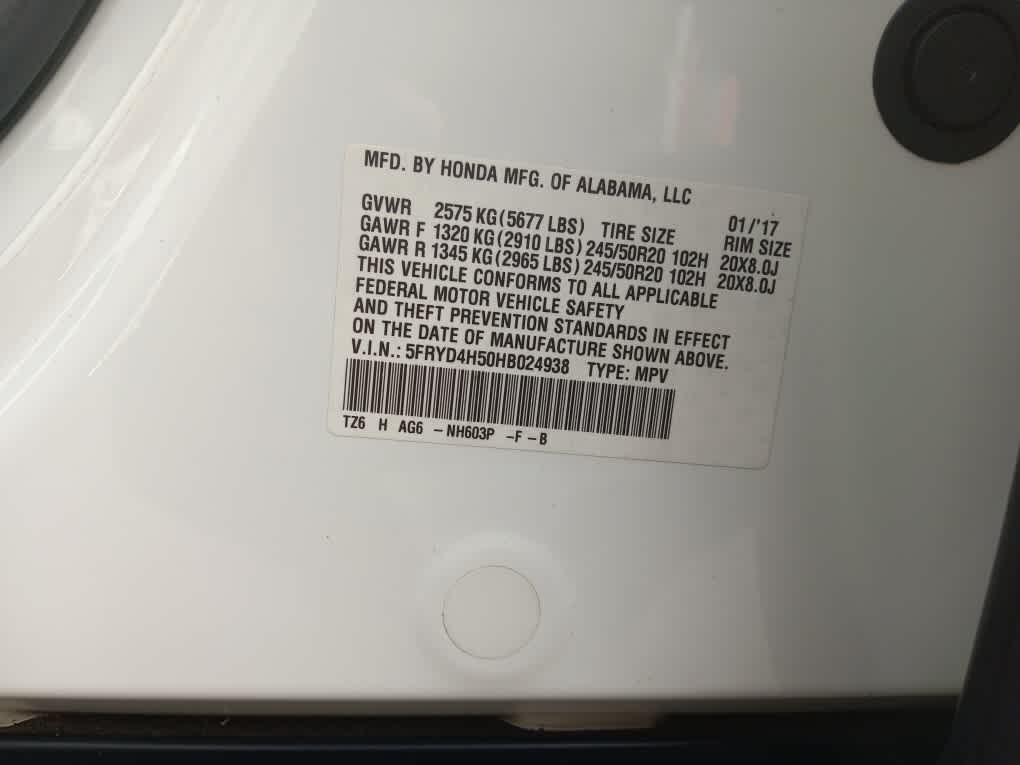 MFD. BY HONDA MFG. OF ALABAMA, LLC
01/'17
GVWR 2575 KG (5677 LBS) TIRE SIZE RIM SIZE
GAWR F 1320 KG (2910 LBS) 245/50R20 102H 20X8.0J
GAWR R 1345 KG (2965 LBS) 245/50R20 102H 20X8.0J
THIS VEHICLE CONFORMS TO ALL APPLICABLE
FEDERAL MOTOR VEHICLE SAFETY
AND THEFT PREVENTION STANDARDS IN EFFECT
ON THE DATE OF MANUFACTURE SHOWN ABOVE.
V.I.N.: 5FRYD4H50HB024938 TYPE: MPV
TZ6 H AG6 -NH603P -F -B